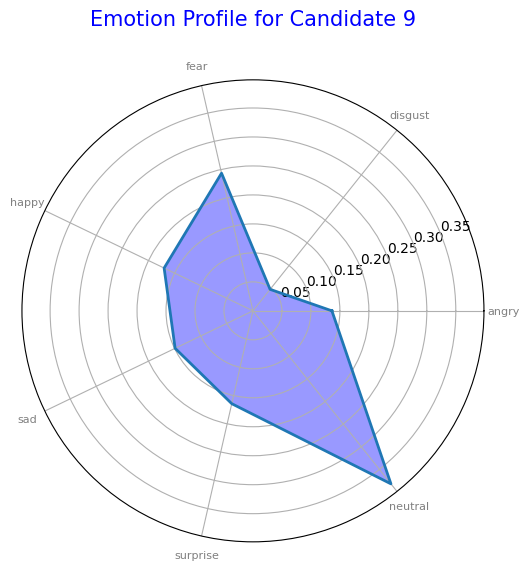 Emotion Profile for Candidate 9
fear
disgust
happy
0.35
0.30
0.25
0.20
0.15
0.10
0.05
angry
sad
neutral
surprise